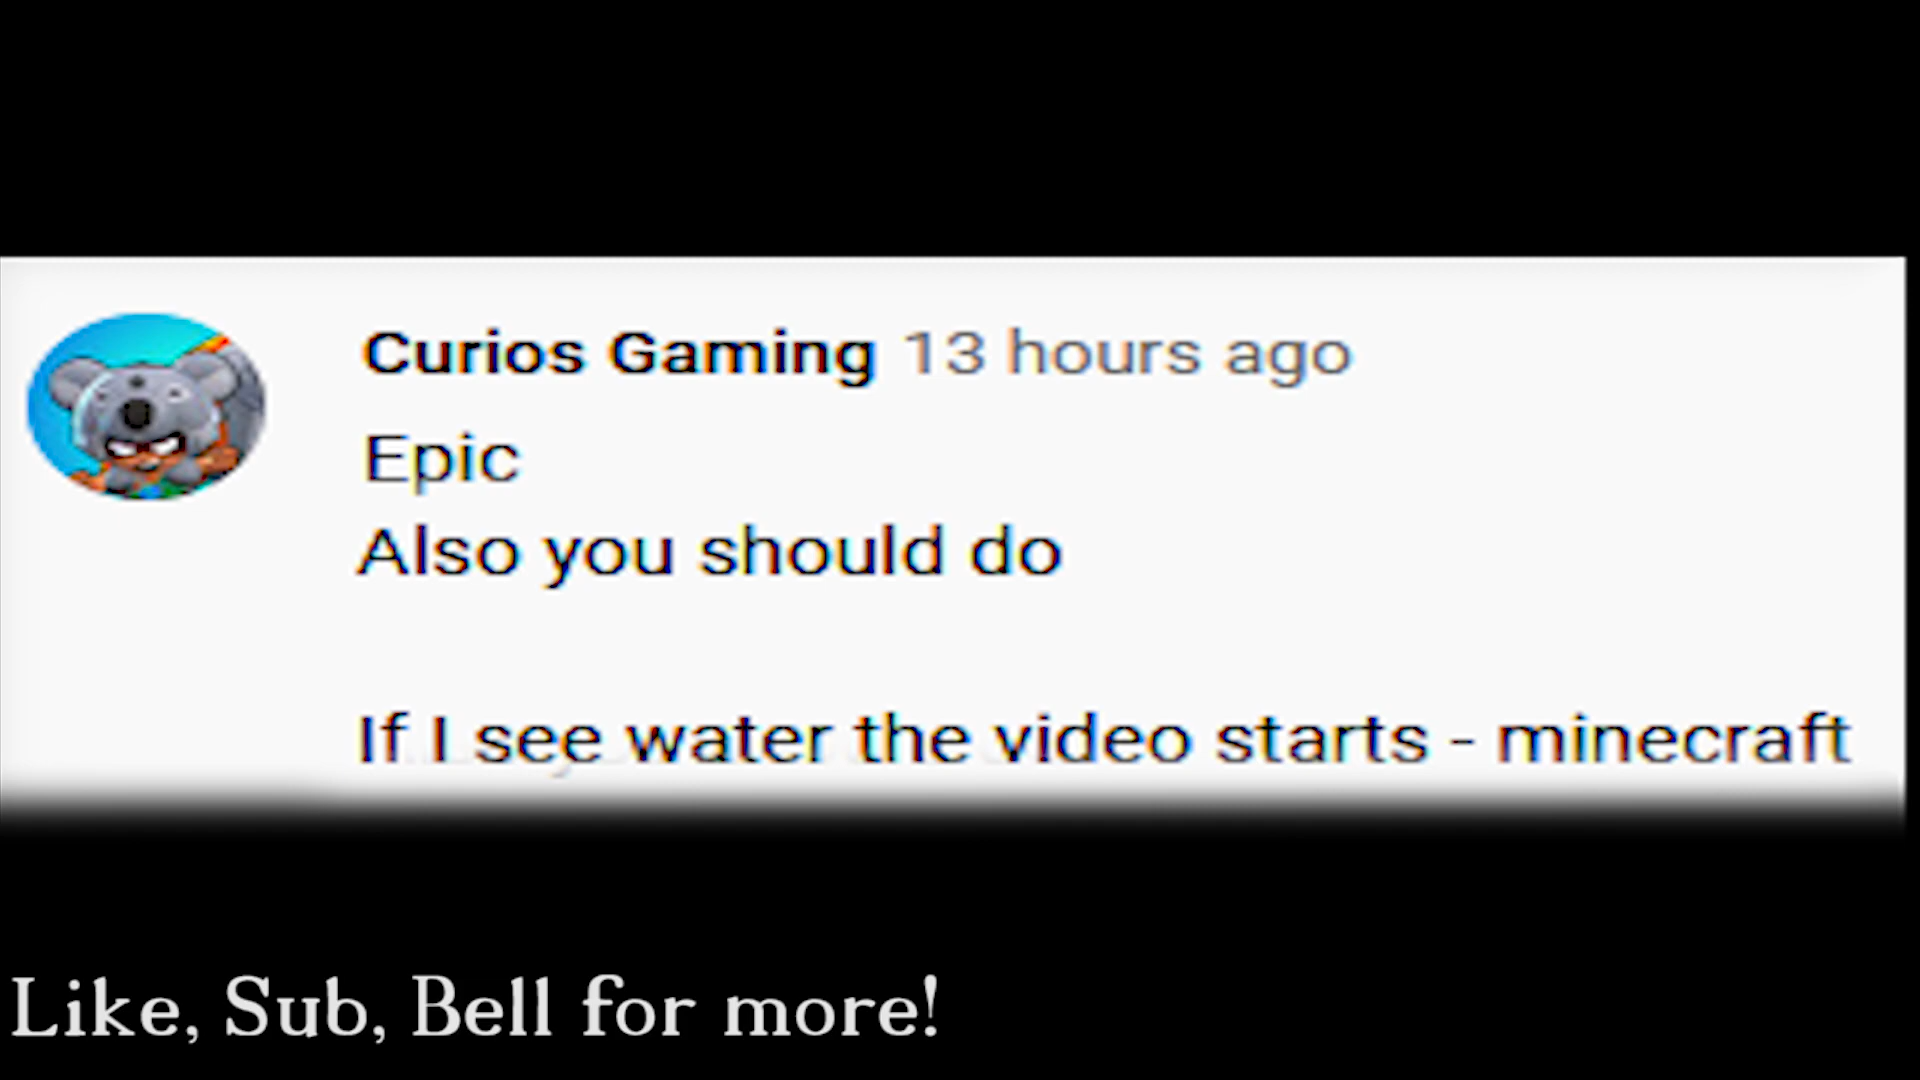 Curios Gaming 13 hours ago
Epic
Also you should do
If I see water the video starts - minecraft
Like, Sub, Bell for more!